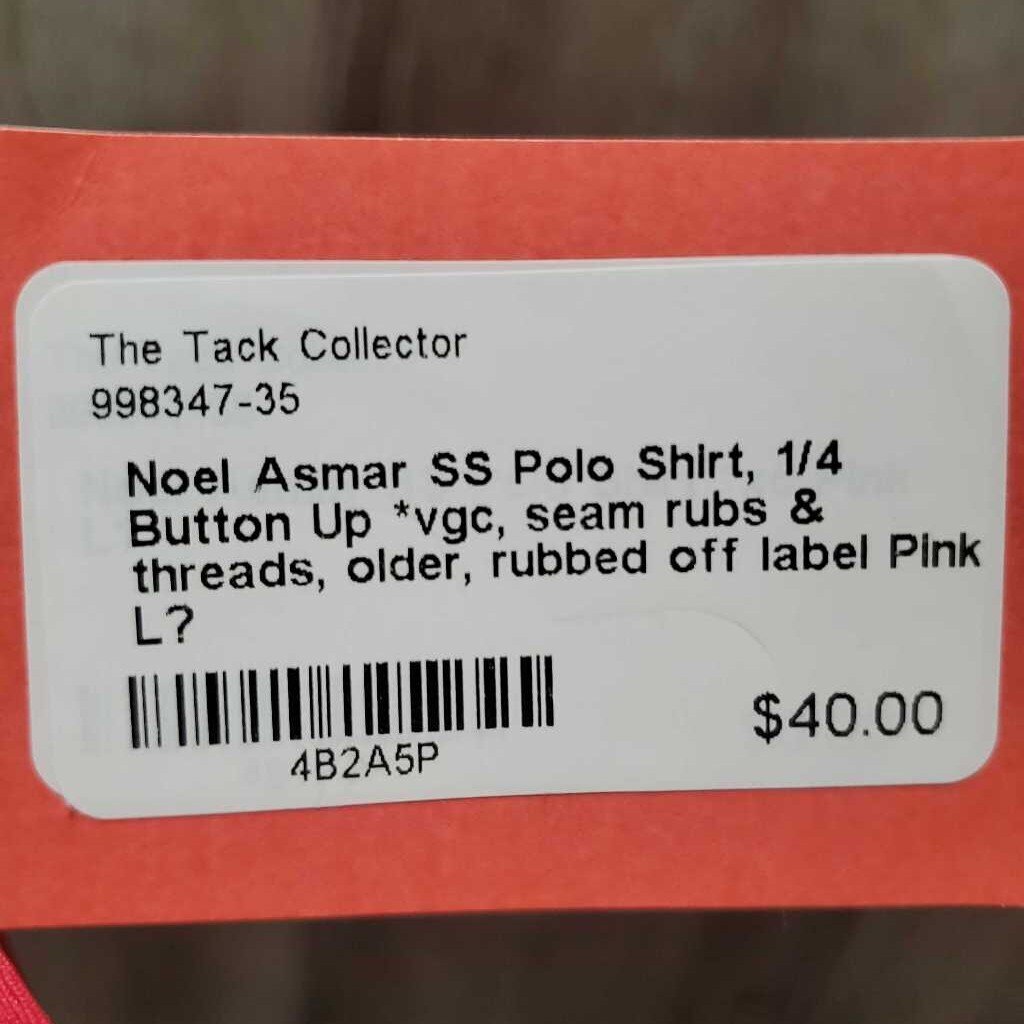 The Tack Collector
998347-35
Noel Asmar SS Polo Shirt, 1/4
Button Up *vgc, seam rubs &
threads, older, rubbed off label Pink
L?
4B2A5P
$40.00